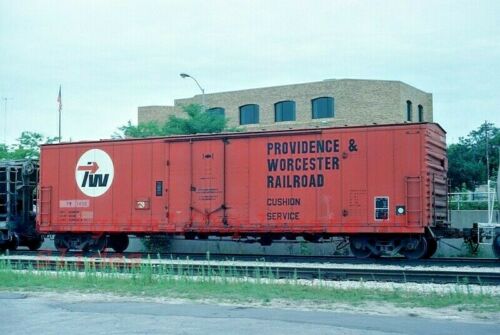 PW
PROVIDENCE &
WORCESTER
RAILROAD
CUSHION
SERVICE